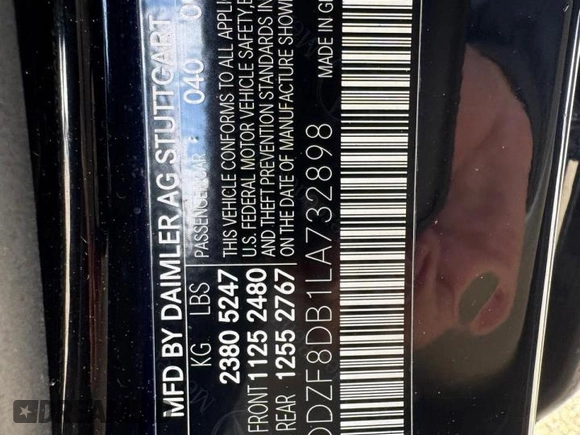 MFD BY DAIMLER AG STUTTGART
KG LBS PASSENGER CAR 040
2380 5247 THIS VEHICLE CONFORMS TO ALL APPLI
FRONT 1125 2480 U.S. FEDERAL MOTOR VEHICLE SAFETY,
REAR 1255 2767 AND THEFT PREVENTION STANDARDS IN
ON THE DATE OF MANUFACTURE SHOWN
DZF8DB1LA732898 MADE IN GE